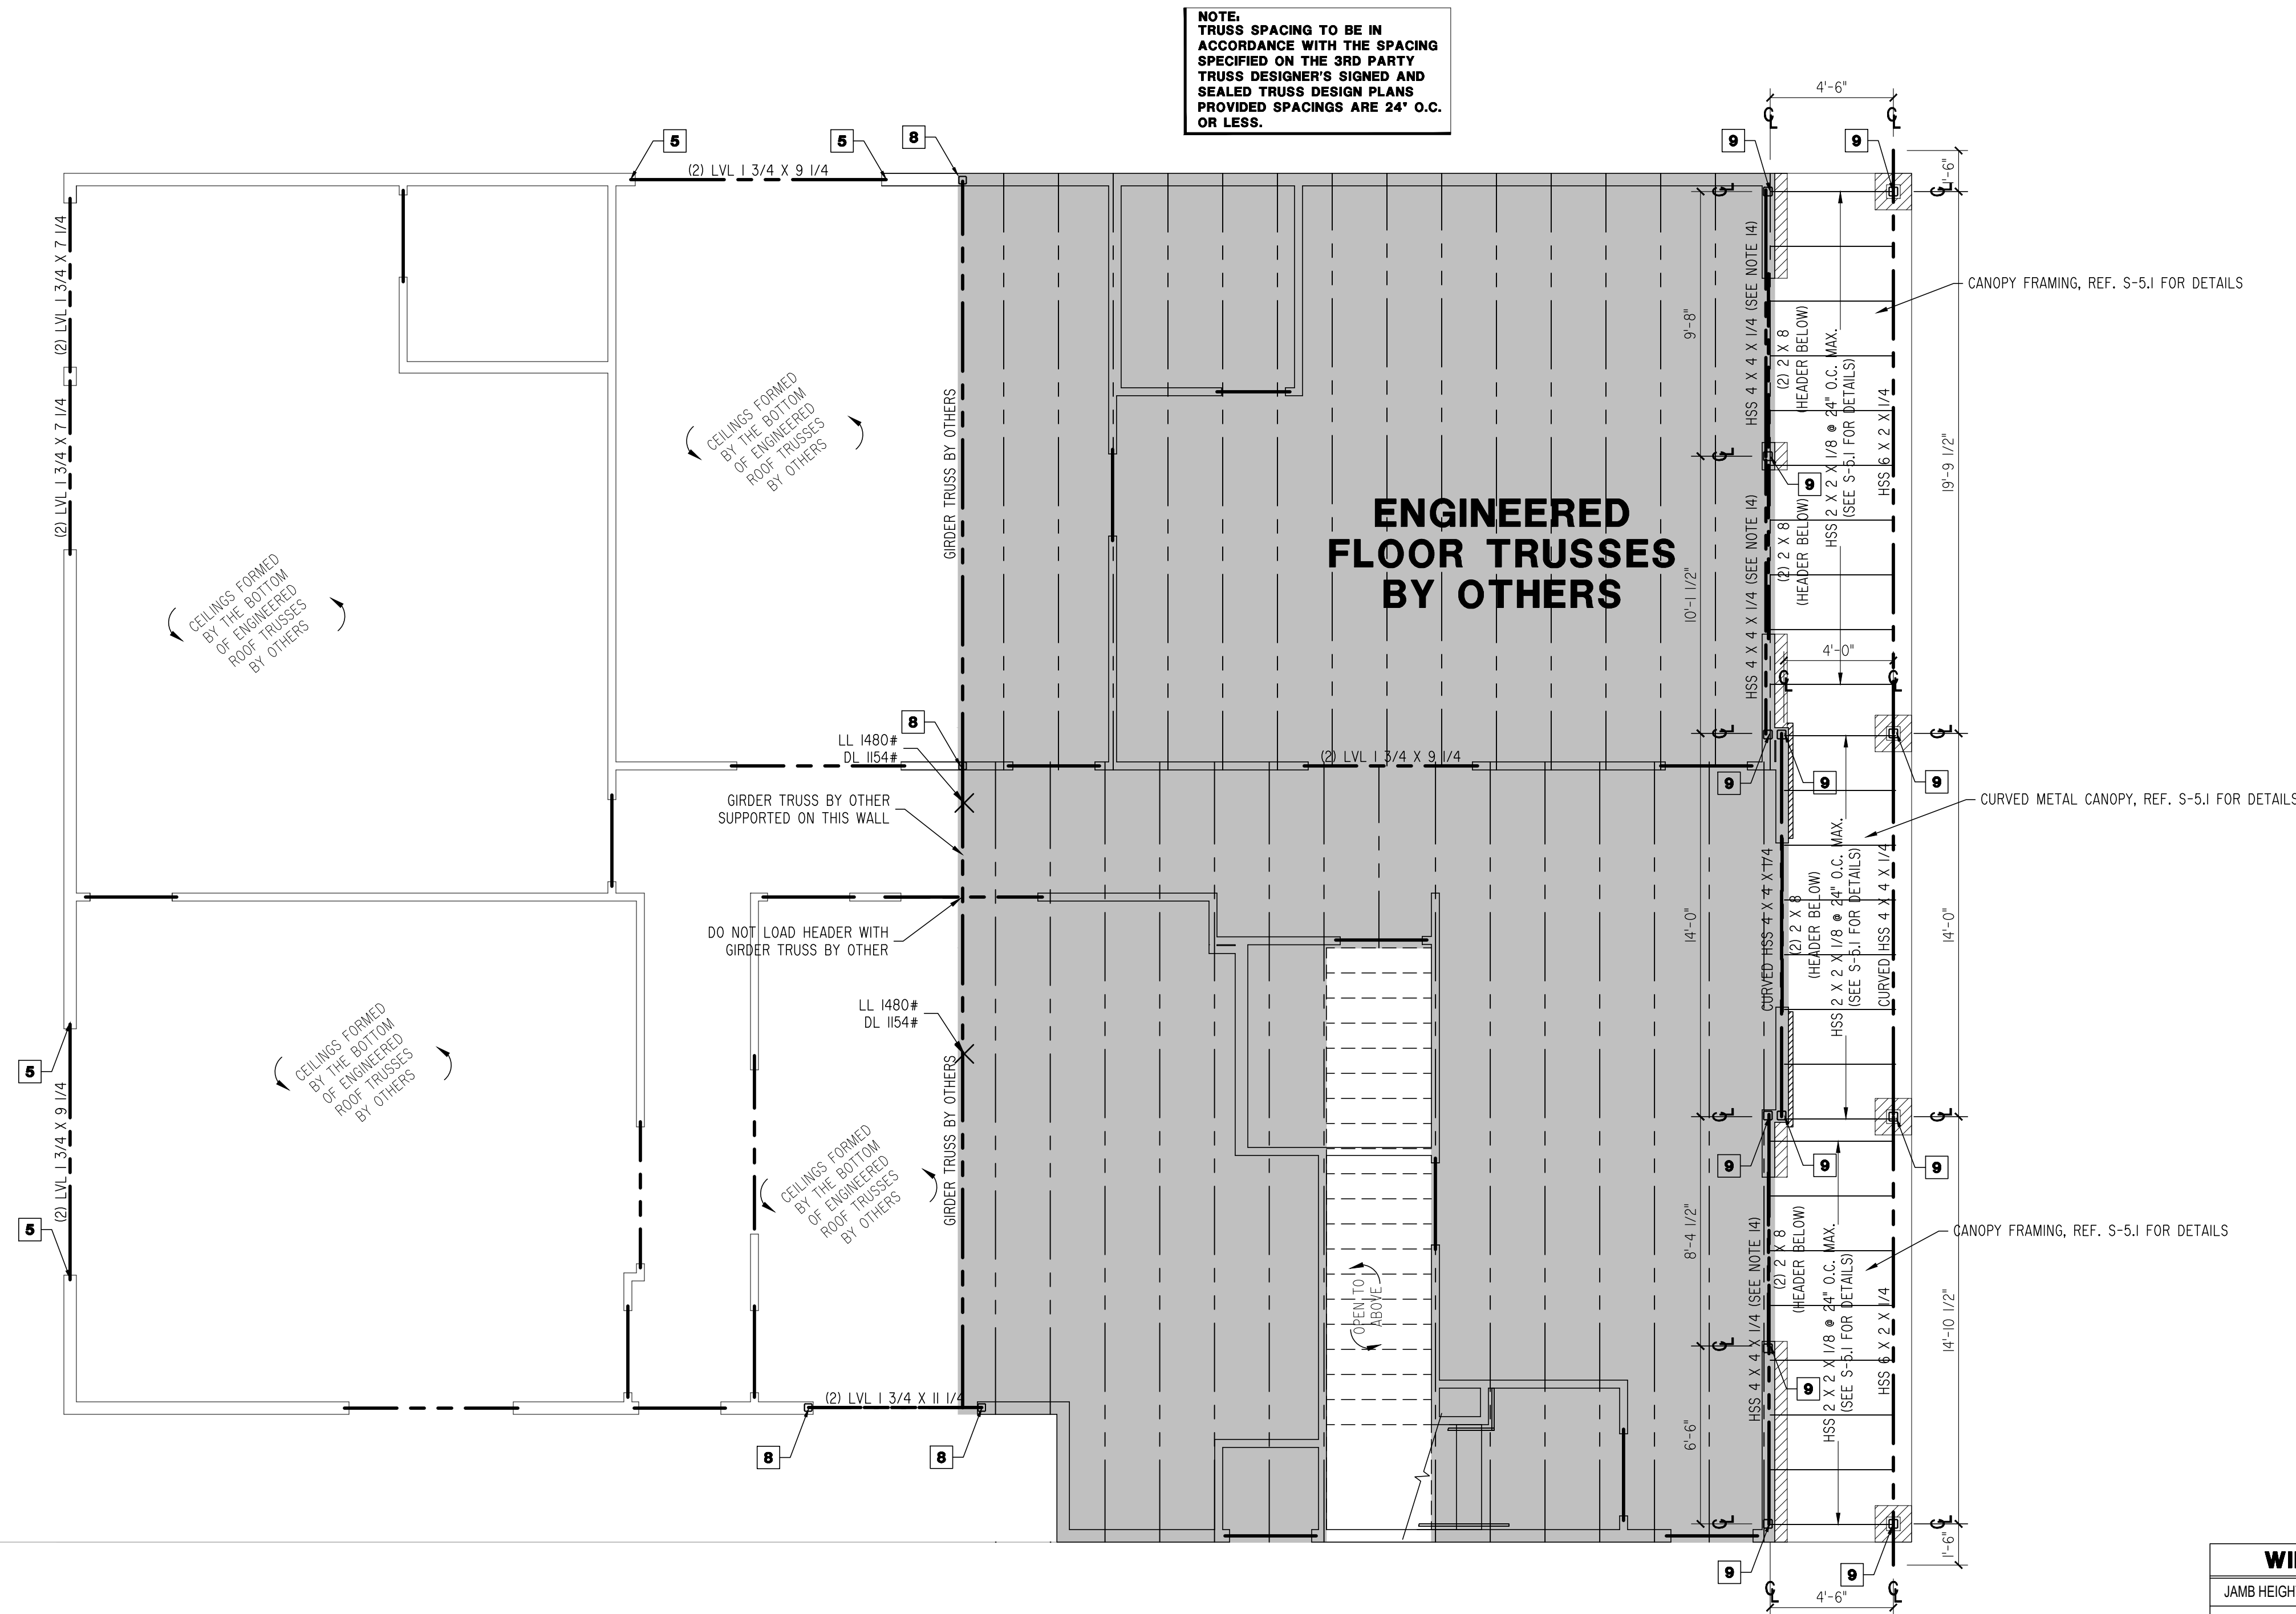 NOTE:
TRUSS SPACING TO BE IN
ACCORDANCE WITH THE SPACING
SPECIFIED ON THE 3RD PARTY
TRUSS DESIGNER'S SIGNED AND
SEALED TRUSS DESIGN PLANS
PROVIDED SPACINGS ARE 24" O.C.
OR LESS.
4'-6"
5
5
8
9
9
(2) LVL 1 3/4 X 9 1/4
1'-6"
(2) LVL 1 3/4 X 7 1/4
(2) LVL 1 3/4 X 7 1/4
CEILINGS FORMED
BY THE BOTTOM
OF ENGINEERED
ROOF TRUSSES
BY OTHERS
GIRDER TRUSS BY OTHERS
9'-8"
HSS 4 X 4 X 1/4 (SEE NOTE 14)
(2) 2 X 8
(HEADER BELOW)
HSS 2 X 2 X 1/8 @ 24" O.C. MAX.
(SEE S-5.1 FOR DETAILS)
HSS 6 X 2 X 1/4
19'-9 1/2"
CANOPY FRAMING, REF. S-5.1 FOR DETAILS
9
ENGINEERED
FLOOR TRUSSES
BY OTHERS
10'-1 1/2"
HSS 4 X 4 X 1/4 (SEE NOTE 14)
(2) 2 X 8
(HEADER BELOW)
CEILINGS FORMED
BY THE BOTTOM
OF ENGINEERED
ROOF TRUSSES
BY OTHERS
4'-0"
8
LL 1480#
DL 1154#
(2) LVL 1 3/4 X 9 1/4
9
9
9
GIRDER TRUSS BY OTHER
SUPPORTED ON THIS WALL
CURVED METAL CANOPY, REF. S-5.1 FOR DETAILS
DO NOT LOAD HEADER WITH
GIRDER TRUSS BY OTHER
14'-0"
CURVED HSS 4 X 4 X 1/4
(2) 2 X 8
(HEADER BELOW)
HSS 2 X 2 X 1/8 @ 24" O.C. MAX.
(SEE S-5.1 FOR DETAILS)
CURVED HSS 4 X 4 X 1/4
14'-0"
LL 1480#
DL 1154#
CEILINGS FORMED
BY THE BOTTOM
OF ENGINEERED
ROOF TRUSSES
BY OTHERS
5
(2) LVL 1 3/4 X 9 1/4
5
CEILINGS FORMED
BY THE BOTTOM
OF ENGINEERED
ROOF TRUSSES
BY OTHERS
GIRDER TRUSS BY OTHERS
9
9
9
8'-4 1/2"
HSS 4 X 4 X 1/4 (SEE NOTE 14)
(2) 2 X 8
(HEADER BELOW)
HSS 2 X 2 X 1/8 @ 24" O.C. MAX.
(SEE S-5.1 FOR DETAILS)
HSS 6 X 2 X 1/4
14'-10 1/2"
CANOPY FRAMING, REF. S-5.1 FOR DETAILS
OPEN TO
ABOVE
9
(2) LVL 1 3/4 X 11 1/4
6'-6"
8
8
1'-6"
9
9
4'-6"
JAMB HEIGH